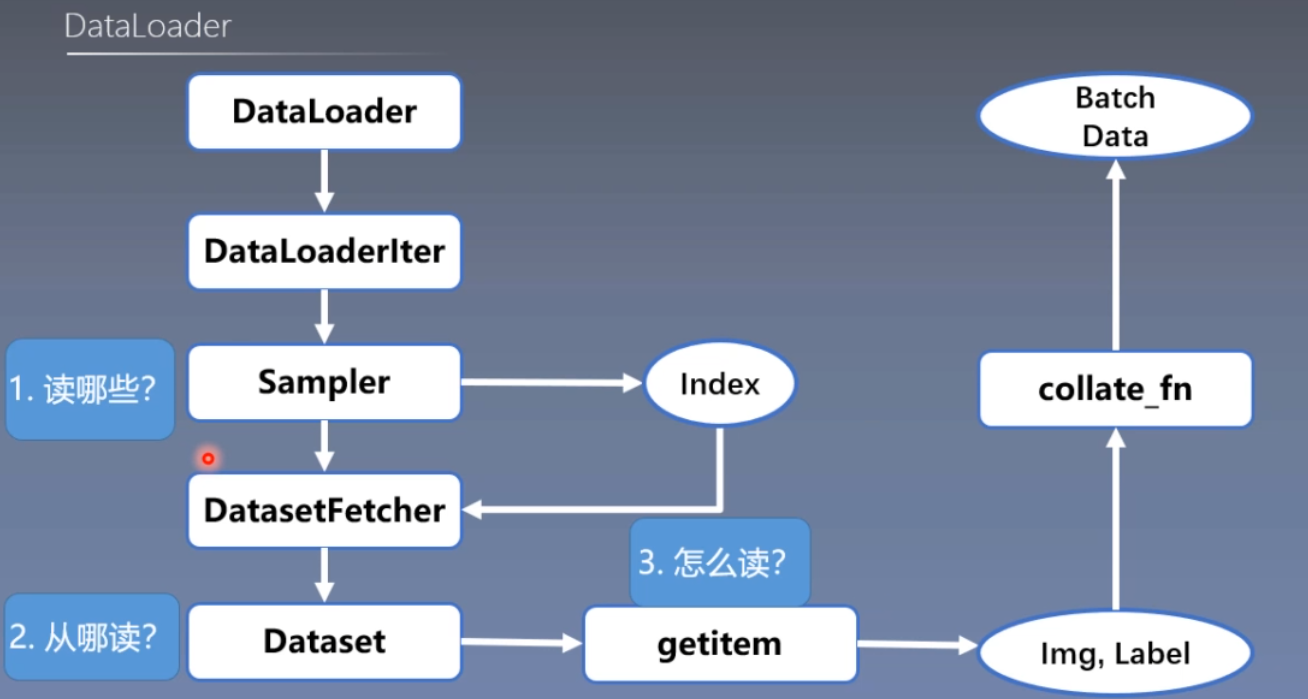 DataLoader
DataLoader
DataLoaderIter
1. 读哪些?
Sampler
Index
DatasetFetcher
2. 从哪读?
Dataset
3. 怎么读?
getitem
Img, Label
collate_fn
Batch
Data